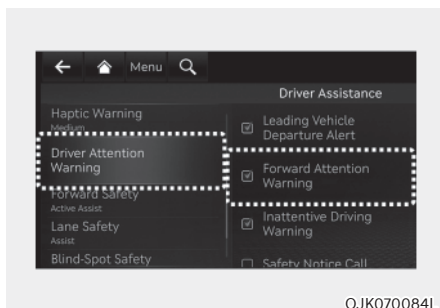 Menu
Driver Assistance
Haptic Warning
Medium
Driver Attention
Warning
Forward Safety
Active Assist
Lane Safety
Assist
Blind-Spot Safety
Leading Vehicle
Departure Alert
Forward Attention
Warning
Inattentive Driving
Warning
Safety Notice Call
OJK070084L